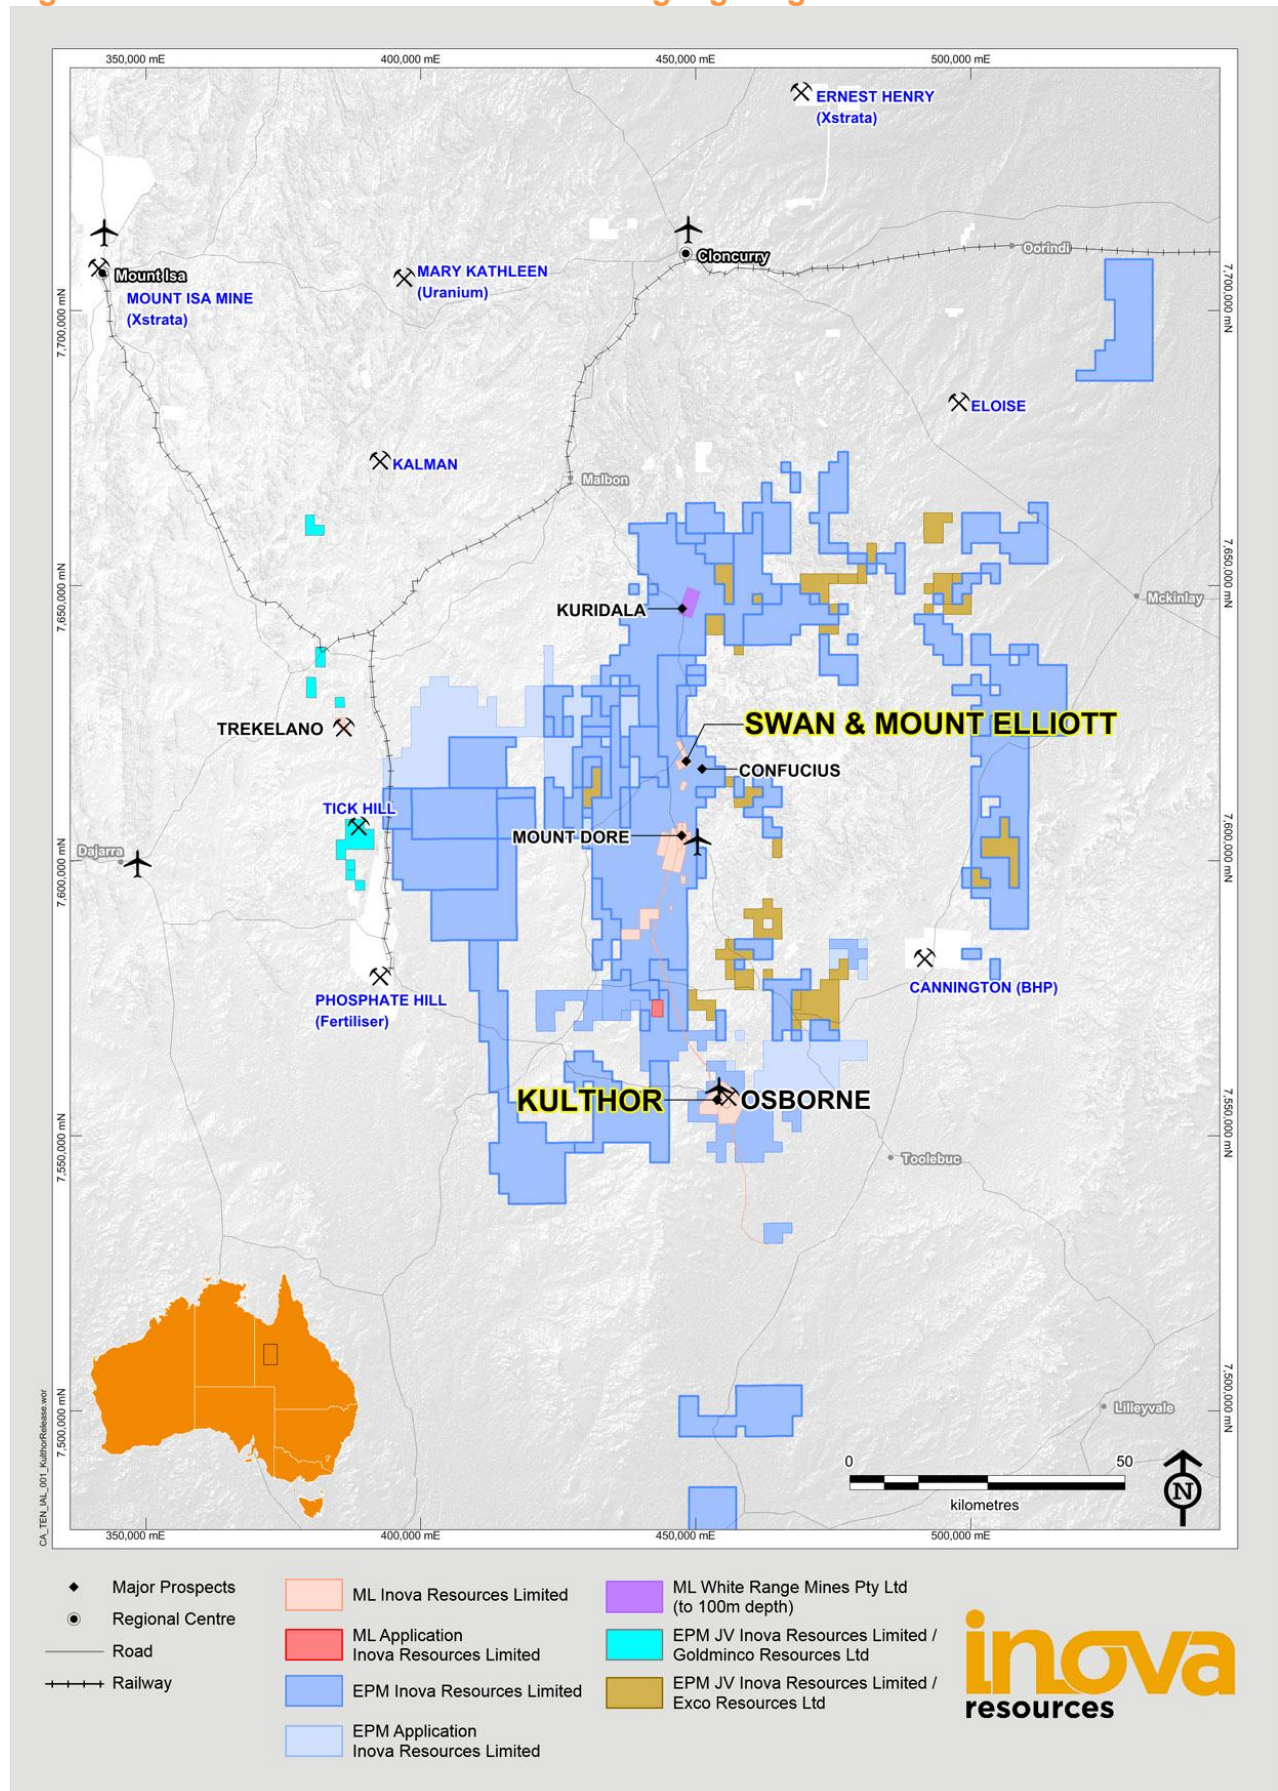 350,000 mE
400,000 mE
450,000 mE
500,000 mE
ERNEST HENRY
(Xstrata)
Cloncurry
Oorindi
Mount Isa
MOUNT ISA MINE
(Xstrata)
MARY KATHLEEN
(Uranium)
7,700,000 mN
7,700,000 mN
ELOISE
KALMAN
Malbon
7,650,000 mN
7,650,000 mN
KURIDALA
Mckinlay
TREKELANO
SWAN & MOUNT ELLIOTT
CONFUCIUS
TICK HILL
MOUNT DORE
Dajarra
7,600,000 mN
7,600,000 mN
PHOSPHATE HILL
(Fertiliser)
CANNINGTON (BHP)
KULTHOR
OSBORNE
7,550,000 mN
7,550,000 mN
Toolebuc
7,500,000 mN
7,500,000 mN
Lilleyvale
0
50
kilometres
N
CA_TEN_IAL_001_KulthorRelease.wor
350,000 mE
400,000 mE
450,000 mE
500,000 mE
Major Prospects
Regional Centre
Road
Railway
ML Inova Resources Limited
ML Application
Inova Resources Limited
EPM Inova Resources Limited
EPM Application
Inova Resources Limited
ML White Range Mines Pty Ltd
(to 100m depth)
EPM JV Inova Resources Limited /
Goldminco Resources Ltd
EPM JV Inova Resources Limited /
Exco Resources Ltd
inova
resources